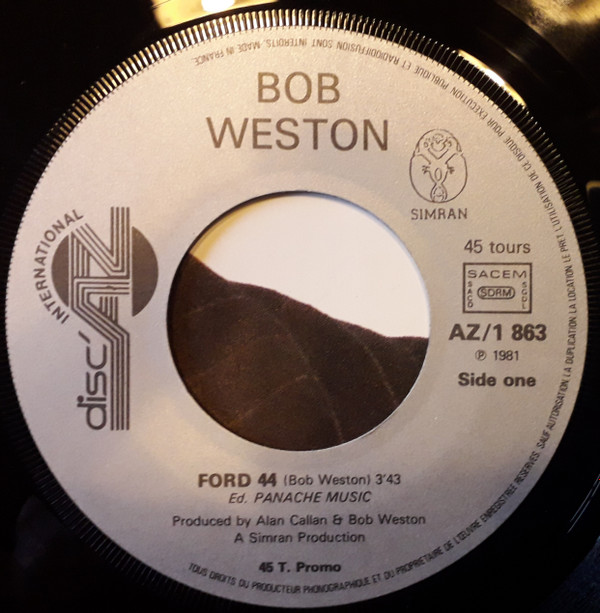 BOB
WESTON
SIMRAN
INTERNATIONAL
disc'AZ
45 tours
SACEM
SACD SDRM SGDL
AZ/1 863
℗ 1981
Side one
FORD 44 (Bob Weston) 3'43
Ed. PANACHE MUSIC
Produced by Alan Callan & Bob Weston
A Simran Production
45 T. Promo
TOUS DROITS DU PRODUCTEUR PHONOGRAPHIQUE ET DU PROPRIETAIRE DE L'ŒUVRE ENREGISTREE RESERVES. SAUF AUTORISATION LA DUPLICATION, LA LOCATION, LE PRET, L'UTILISATION DE CE DISQUE POUR EXECUTION PUBLIQUE ET RADIODIFFUSION SONT INTERDITS. MADE IN FRANCE.